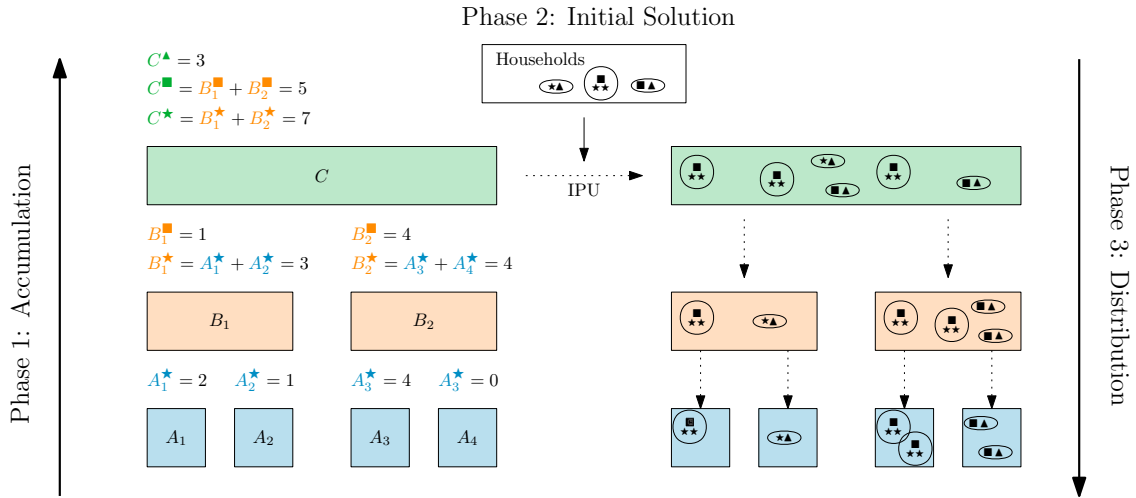 Phase 2: Initial Solution
Households
C▲ = 3
C■ = B₁■ + B₂■ = 5
C★ = B₁★ + B₂★ = 7
C
IPU
B₁■ = 1
B₂■ = 4
B₁★ = A₁★ + A₂★ = 3
B₂★ = A₃★ + A₄★ = 4
B₁
B₂
A₁★ = 2
A₂★ = 1
A₃★ = 4
A₃★ = 0
A₁
A₂
A₃
A₄
Phase 1: Accumulation
Phase 3: Distribution